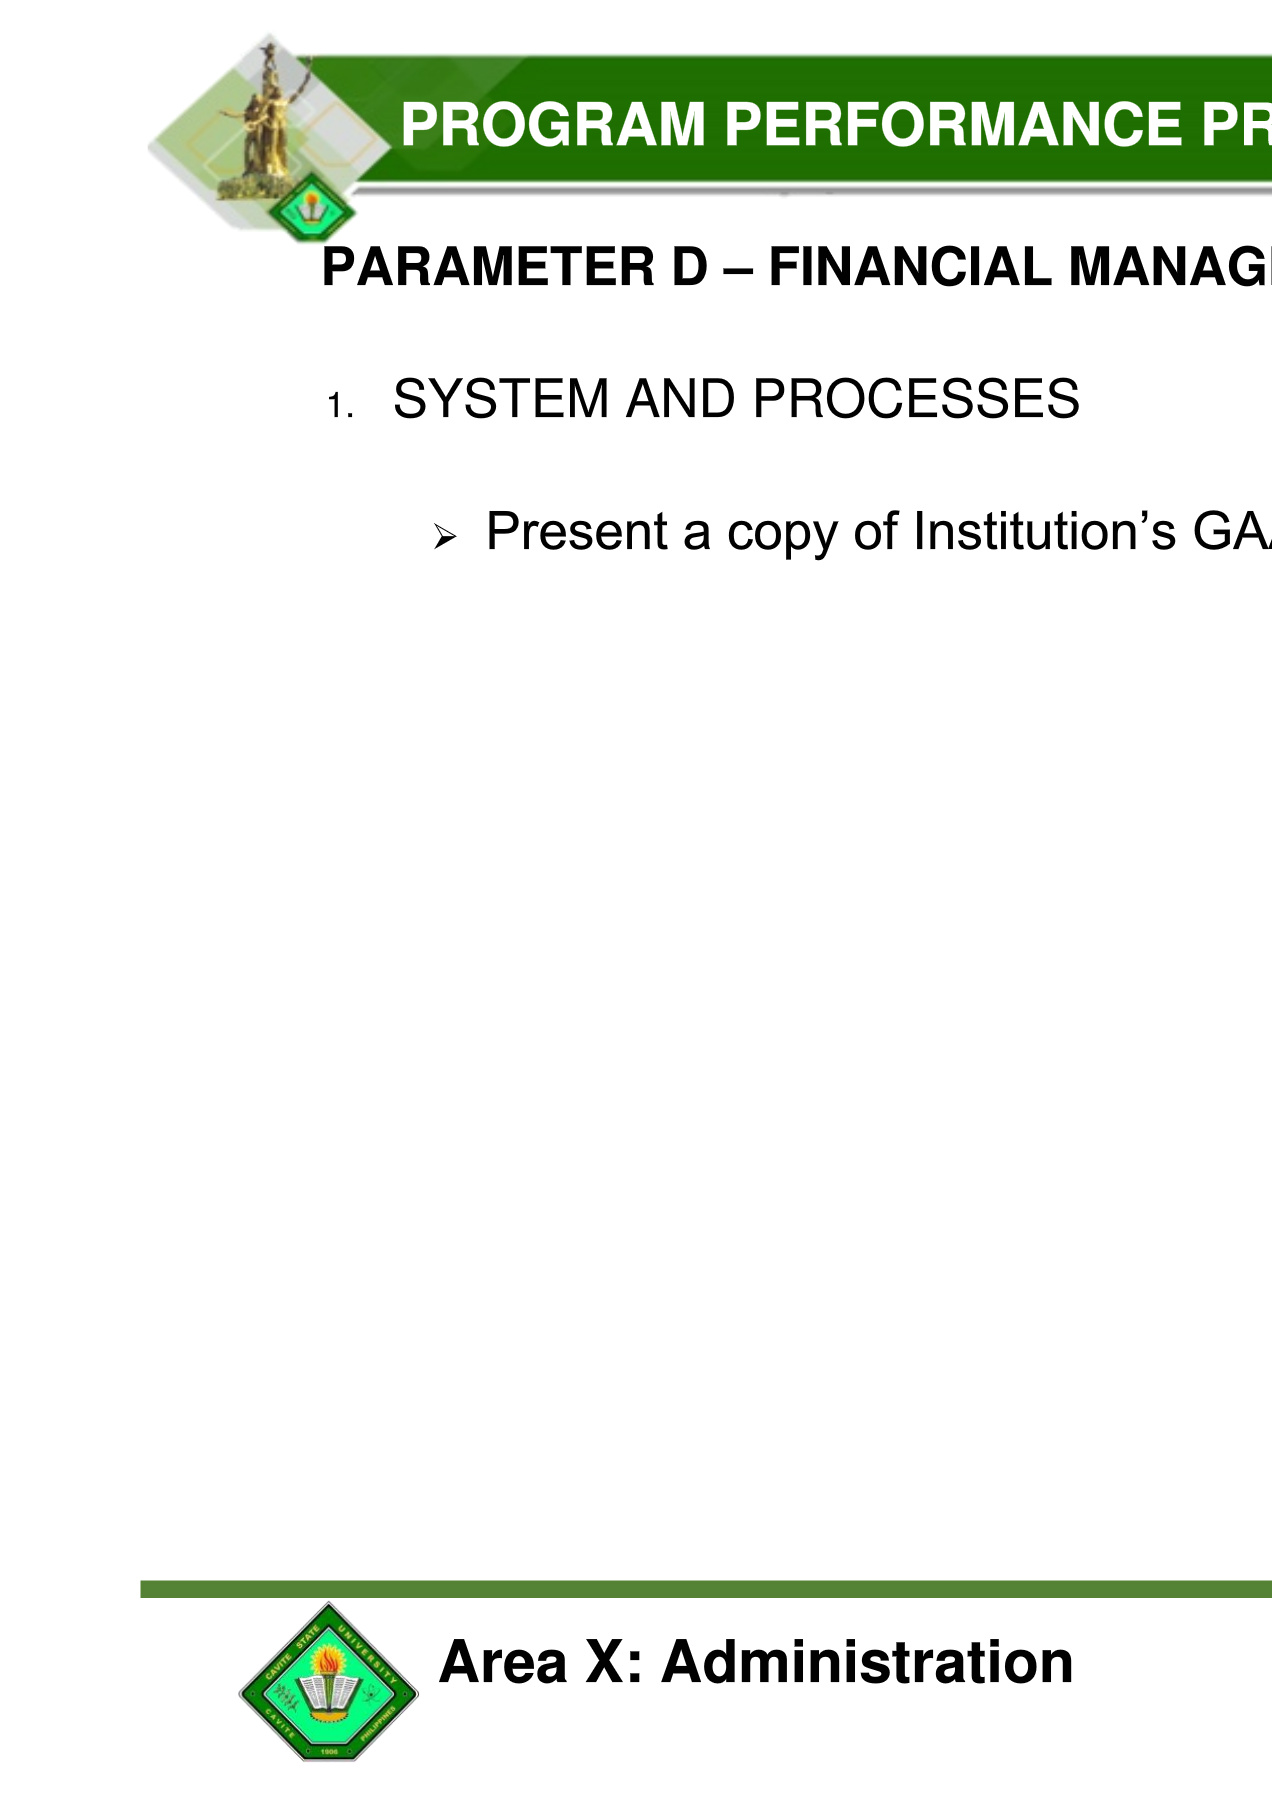 PROGRAM PERFORMANCE PR
PARAMETER D – FINANCIAL MANAG
1. SYSTEM AND PROCESSES
➢ Present a copy of Institution’s GA
Area X: Administration
CAVITE STATE UNIVERSITY
CAVITE PHILIPPINES
1906